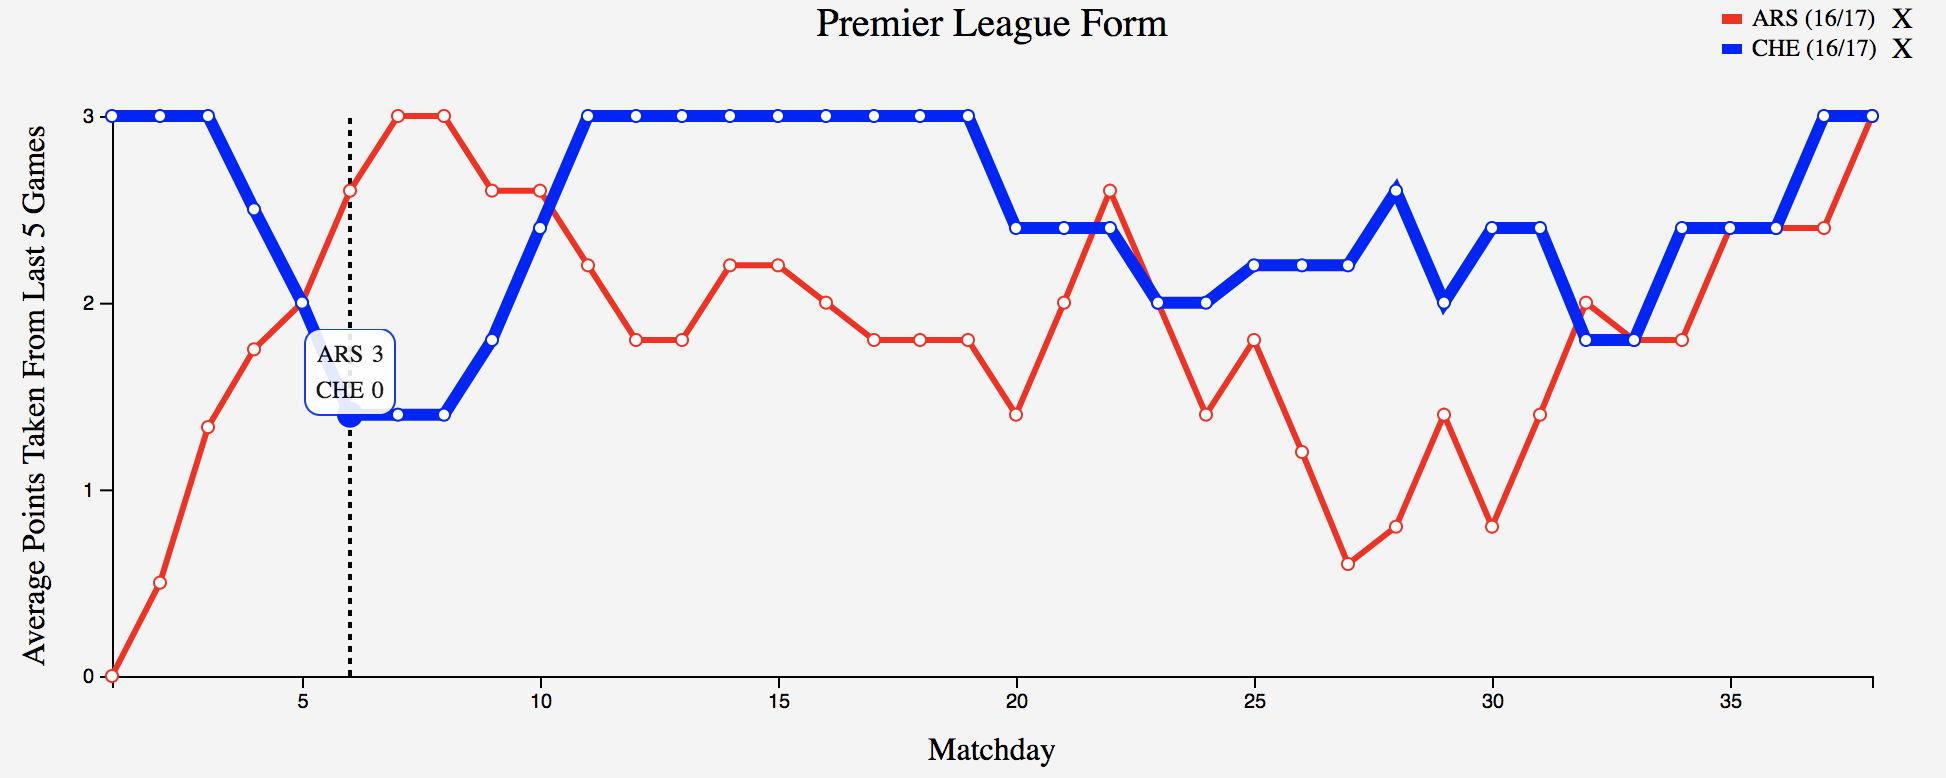 Premier League Form
ARS (16/17) X
CHE (16/17) X
Average Points Taken From Last 5 Games
3
2
1
0
ARS 3
CHE 0
5 10 15 20 25 30 35
Matchday